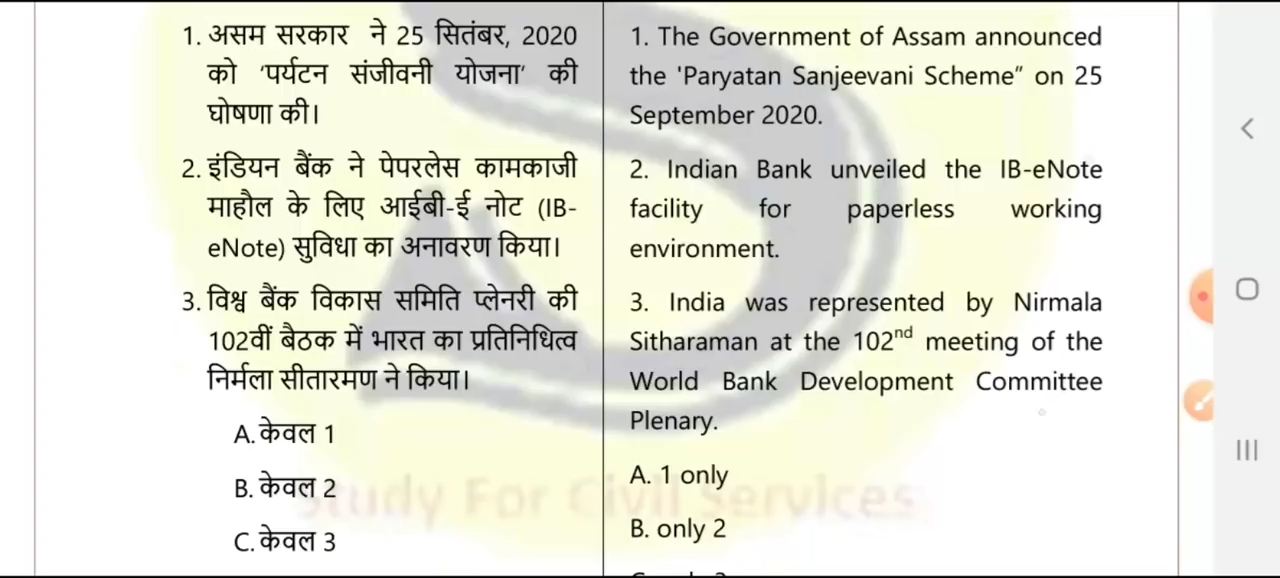 1. असम सरकार ने 25 सितंबर, 2020
को ‘पर्यटन संजीवनी योजना’ की
घोषणा की।
2. इंडियन बैंक ने पेपरलेस कामकाजी
माहौल के लिए आईबी-ई नोट (IB-
eNote) सुविधा का अनावरण किया।
3. विश्व बैंक विकास समिति प्लेनरी की
102वीं बैठक में भारत का प्रतिनिधित्व
निर्मला सीतारमण ने किया।
A. केवल 1
B. केवल 2
C. केवल 3
1. The Government of Assam announced
the 'Paryatan Sanjeevani Scheme” on 25
September 2020.
2. Indian Bank unveiled the IB-eNote
facility for paperless working
environment.
3. India was represented by Nirmala
Sitharaman at the 102nd meeting of the
World Bank Development Committee
Plenary.
A. 1 only
B. only 2
Study For Civil Services